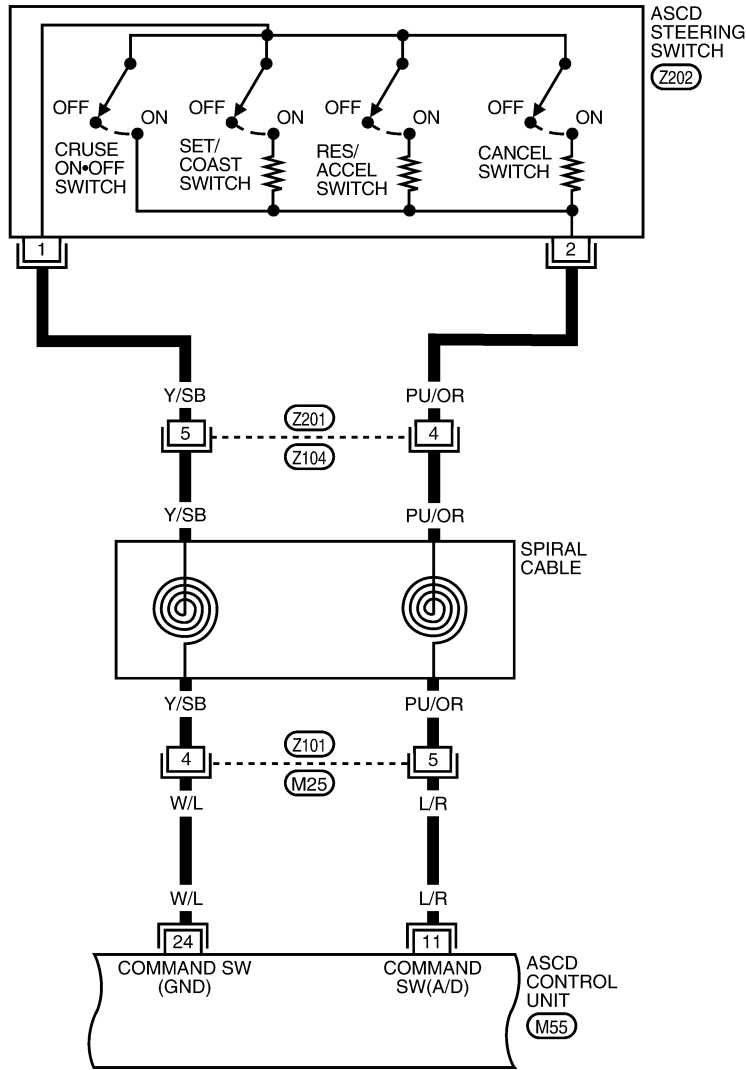 ASCD
STEERING
SWITCH
Z202
OFF
ON
OFF
ON
OFF
ON
OFF
ON
CRUSE
ON•OFF
SWITCH
SET/
COAST
SWITCH
RES/
ACCEL
SWITCH
CANCEL
SWITCH
1
2
Y/SB
PU/OR
5
Z201
4
Z104
Y/SB
PU/OR
SPIRAL
CABLE
Y/SB
PU/OR
4
Z101
5
M25
W/L
L/R
W/L
L/R
24
11
COMMAND SW
(GND)
COMMAND
SW(A/D)
ASCD
CONTROL
UNIT
M55